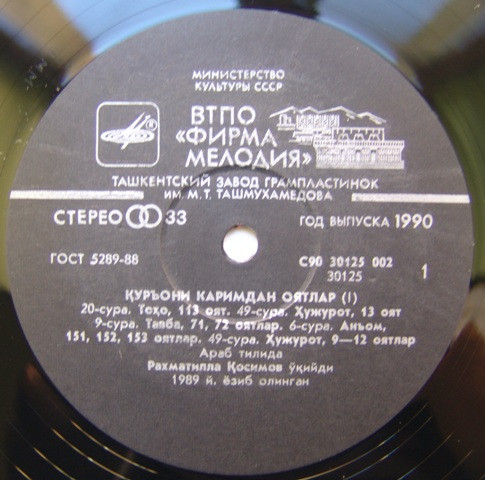 МИНИСТЕРСТВО
КУЛЬТУРЫ СССР
ВТПО
«ФИРМА
МЕЛОДИЯ»
ТАШКЕНТСКИЙ ЗАВОД ГРАМПЛАСТИНОК
ИМ. М. Т. ТАШМУХАМЕДОВА
СТЕРЕО 33
ГОД ВЫПУСКА 1990
ГОСТ 5289-88
С90 30125 002
30125
1
ҚУРЪОНИ КАРИМДАН ОЯТЛАР (I)
20-сура. Тоҳо, 113 оят. 49-сура. Ҳужурот, 13 оят
9-сура. Тавба, 71, 72 оятлар. 6-сура. Анъом,
151, 152, 153 оятлар. 49-сура. Ҳужурот, 9—12 оятлар
Араб тилида
Рахматилла Қосимов ўқийди
1989 й. ёзиб олинган